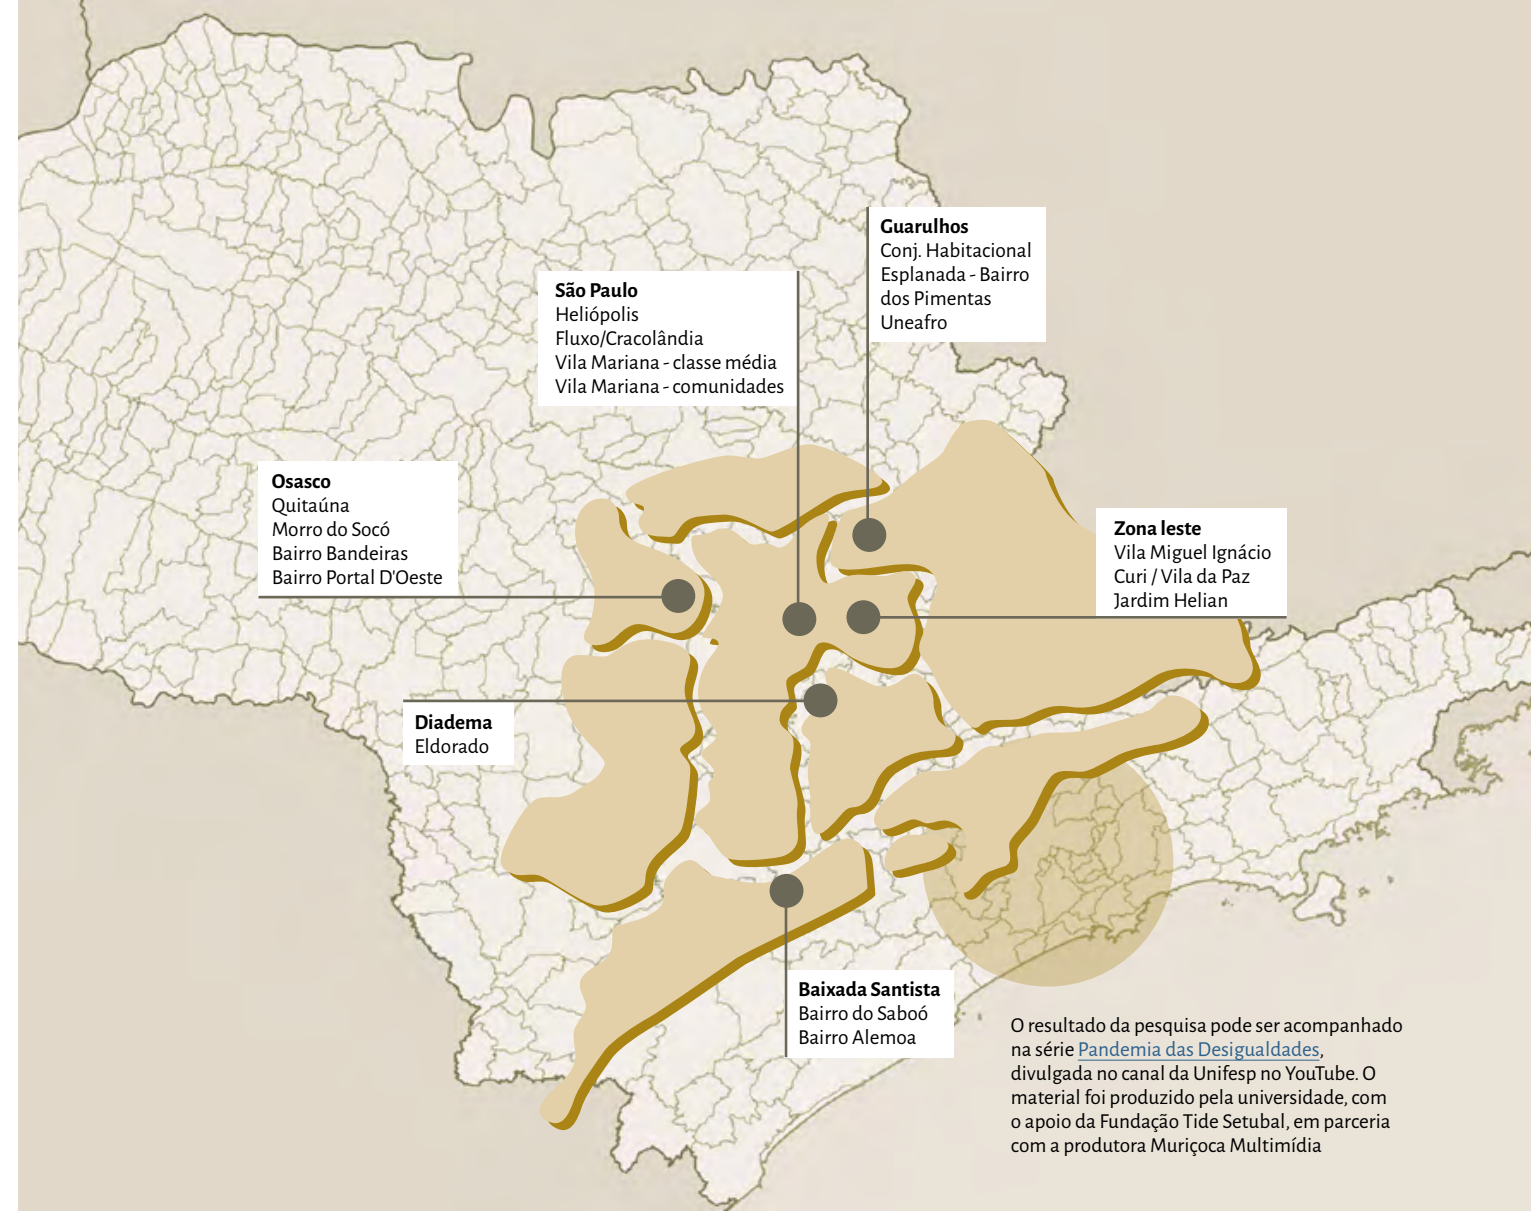 Guarulhos
Conj. Habitacional
Esplanada - Bairro
dos Pimentas
Uneafro
São Paulo
Heliópolis
Fluxo/Cracolândia
Vila Mariana - classe média
Vila Mariana - comunidades
Osasco
Quitaúna
Morro do Socó
Bairro Bandeiras
Bairro Portal D'Oeste
Zona leste
Vila Miguel Ignácio
Curi / Vila da Paz
Jardim Helian
Diadema
Eldorado
Baixada Santista
Bairro do Saboó
Bairro Alemoa
O resultado da pesquisa pode ser acompanhado
na série Pandemia das Desigualdades,
divulgada no canal da Unifesp no YouTube. O
material foi produzido pela universidade, com
o apoio da Fundação Tide Setubal, em parceria
com a produtora Muriçoca Multimídia